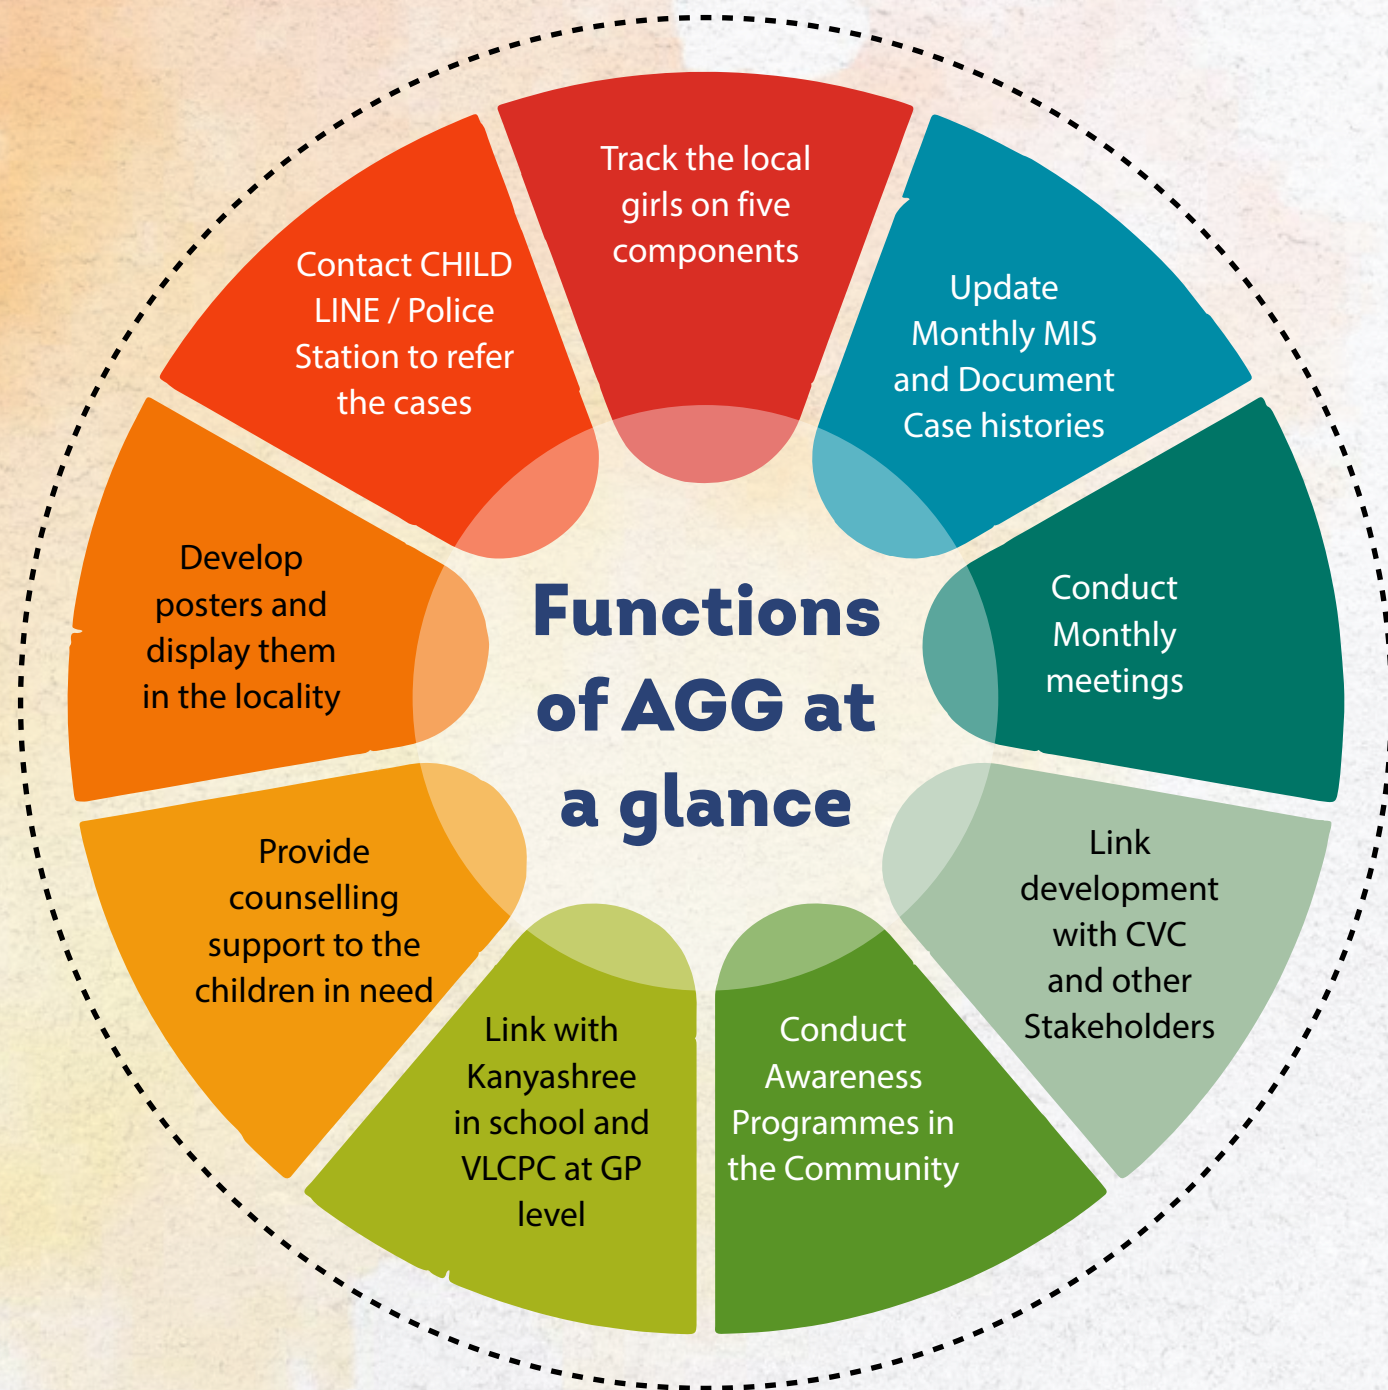 Functions
of AGG at
a glance
Track the local
girls on five
components
Update
Monthly MIS
and Document
Case histories
Conduct
Monthly
meetings
Link
development
with CVC
and other
Stakeholders
Conduct
Awareness
Programmes in
the Community
Link with
Kanyashree
in school and
VLCPC at GP
level
Provide
counselling
support to the
children in need
Develop
posters and
display them
in the locality
Contact CHILD
LINE / Police
Station to refer
the cases